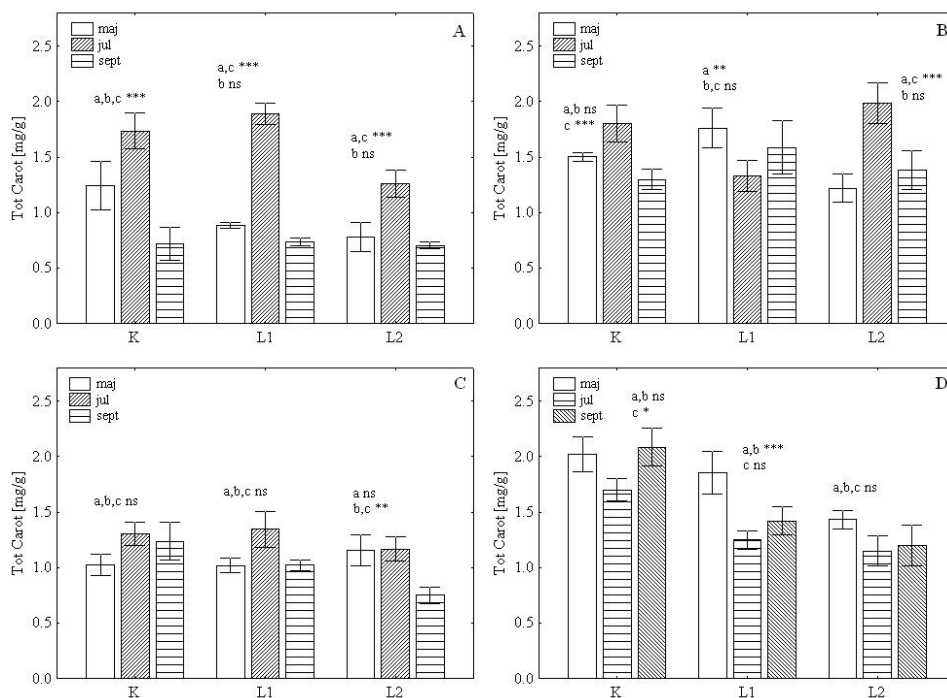 A
maj
jul
sept
a,b,c ***
a,c ***
b ns
a,c ***
b ns
Tot Carot [mg/g]
2.5
2.0
1.5
1.0
0.5
0.0
K L1 L2
B
maj
jul
sept
a,b ns
c ***
a **
b,c ns
a,c ***
b ns
Tot Carot [mg/g]
2.5
2.0
1.5
1.0
0.5
0.0
K L1 L2
C
maj
jul
sept
a,b,c ns
a,b,c ns
a ns
b,c **
Tot Carot [mg/g]
2.5
2.0
1.5
1.0
0.5
0.0
K L1 L2
D
maj
jul
sept
a,b ns
c *
a,b ***
c ns
a,b,c ns
Tot Carot [mg/g]
2.5
2.0
1.5
1.0
0.5
0.0
K L1 L2